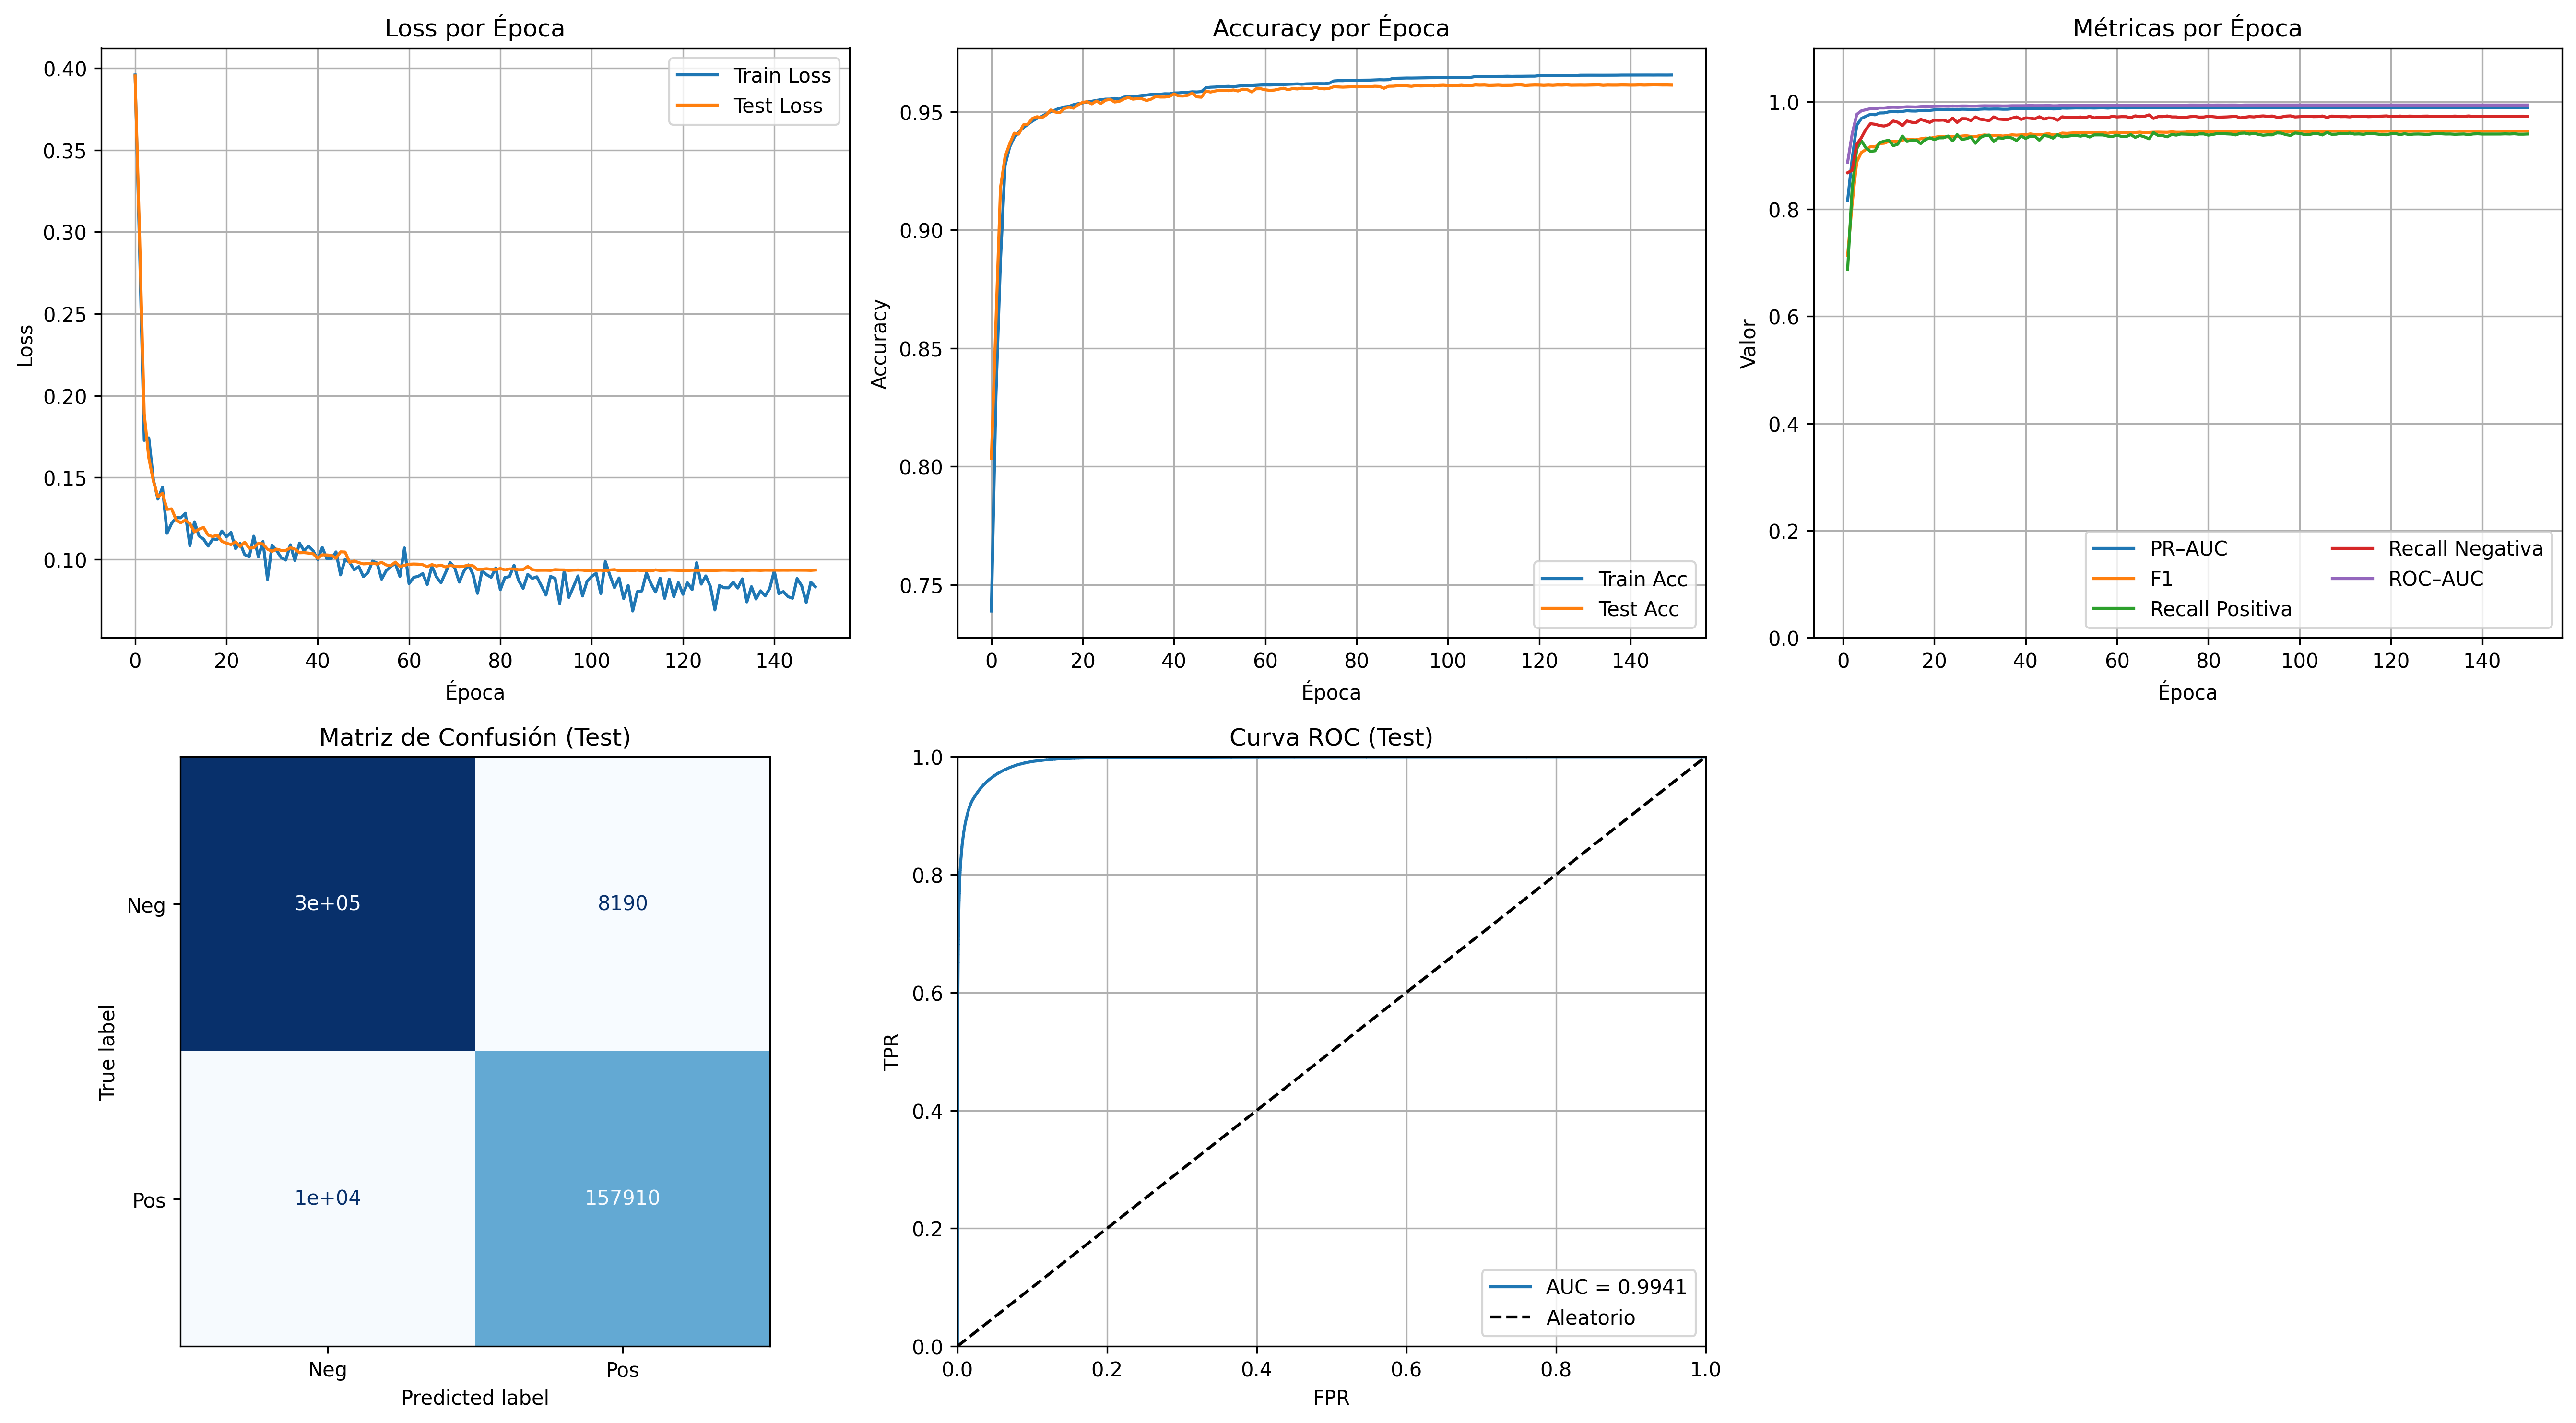 Loss por Época
0.40
0.35
0.30
0.25
0.20
0.15
0.10
Loss
Train Loss
Test Loss
0 20 40 60 80 100 120 140
Época
Accuracy por Época
0.95
0.90
0.85
0.80
0.75
Accuracy
Train Acc
Test Acc
0 20 40 60 80 100 120 140
Época
Métricas por Época
1.0
0.8
0.6
0.4
0.2
0.0
Valor
PR–AUC
F1
Recall Positiva
Recall Negativa
ROC–AUC
0 20 40 60 80 100 120 140
Época
Matriz de Confusión (Test)
True label
Neg
3e+05 8190
Pos
1e+04 157910
Neg Pos
Predicted label
Curva ROC (Test)
1.0
0.8
0.6
0.4
0.2
0.0
TPR
AUC = 0.9941
Aleatorio
0.0 0.2 0.4 0.6 0.8 1.0
FPR